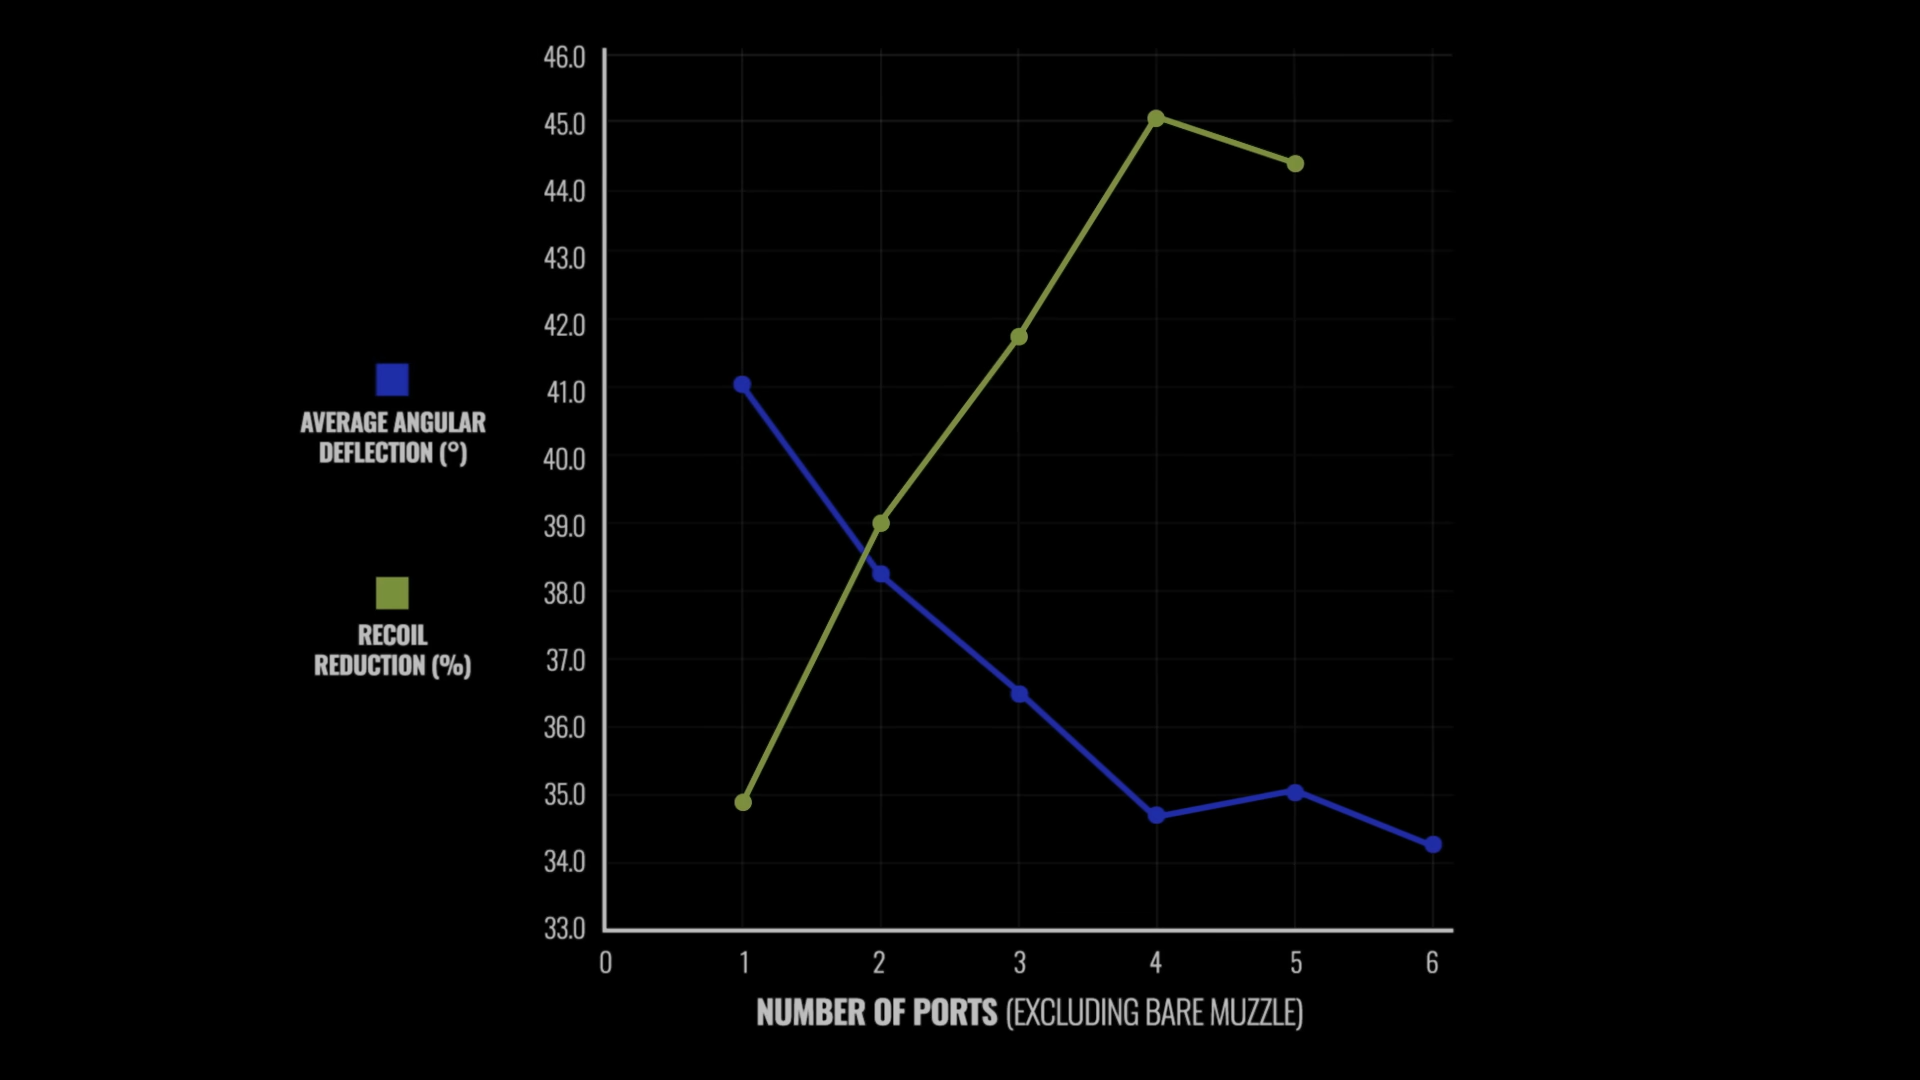 46.0
45.0
44.0
43.0
42.0
41.0
40.0
39.0
38.0
37.0
36.0
35.0
34.0
33.0
0 1 2 3 4 5 6
NUMBER OF PORTS (EXCLUDING BARE MUZZLE)
AVERAGE ANGULAR
DEFLECTION (°)
RECOIL
REDUCTION (%)